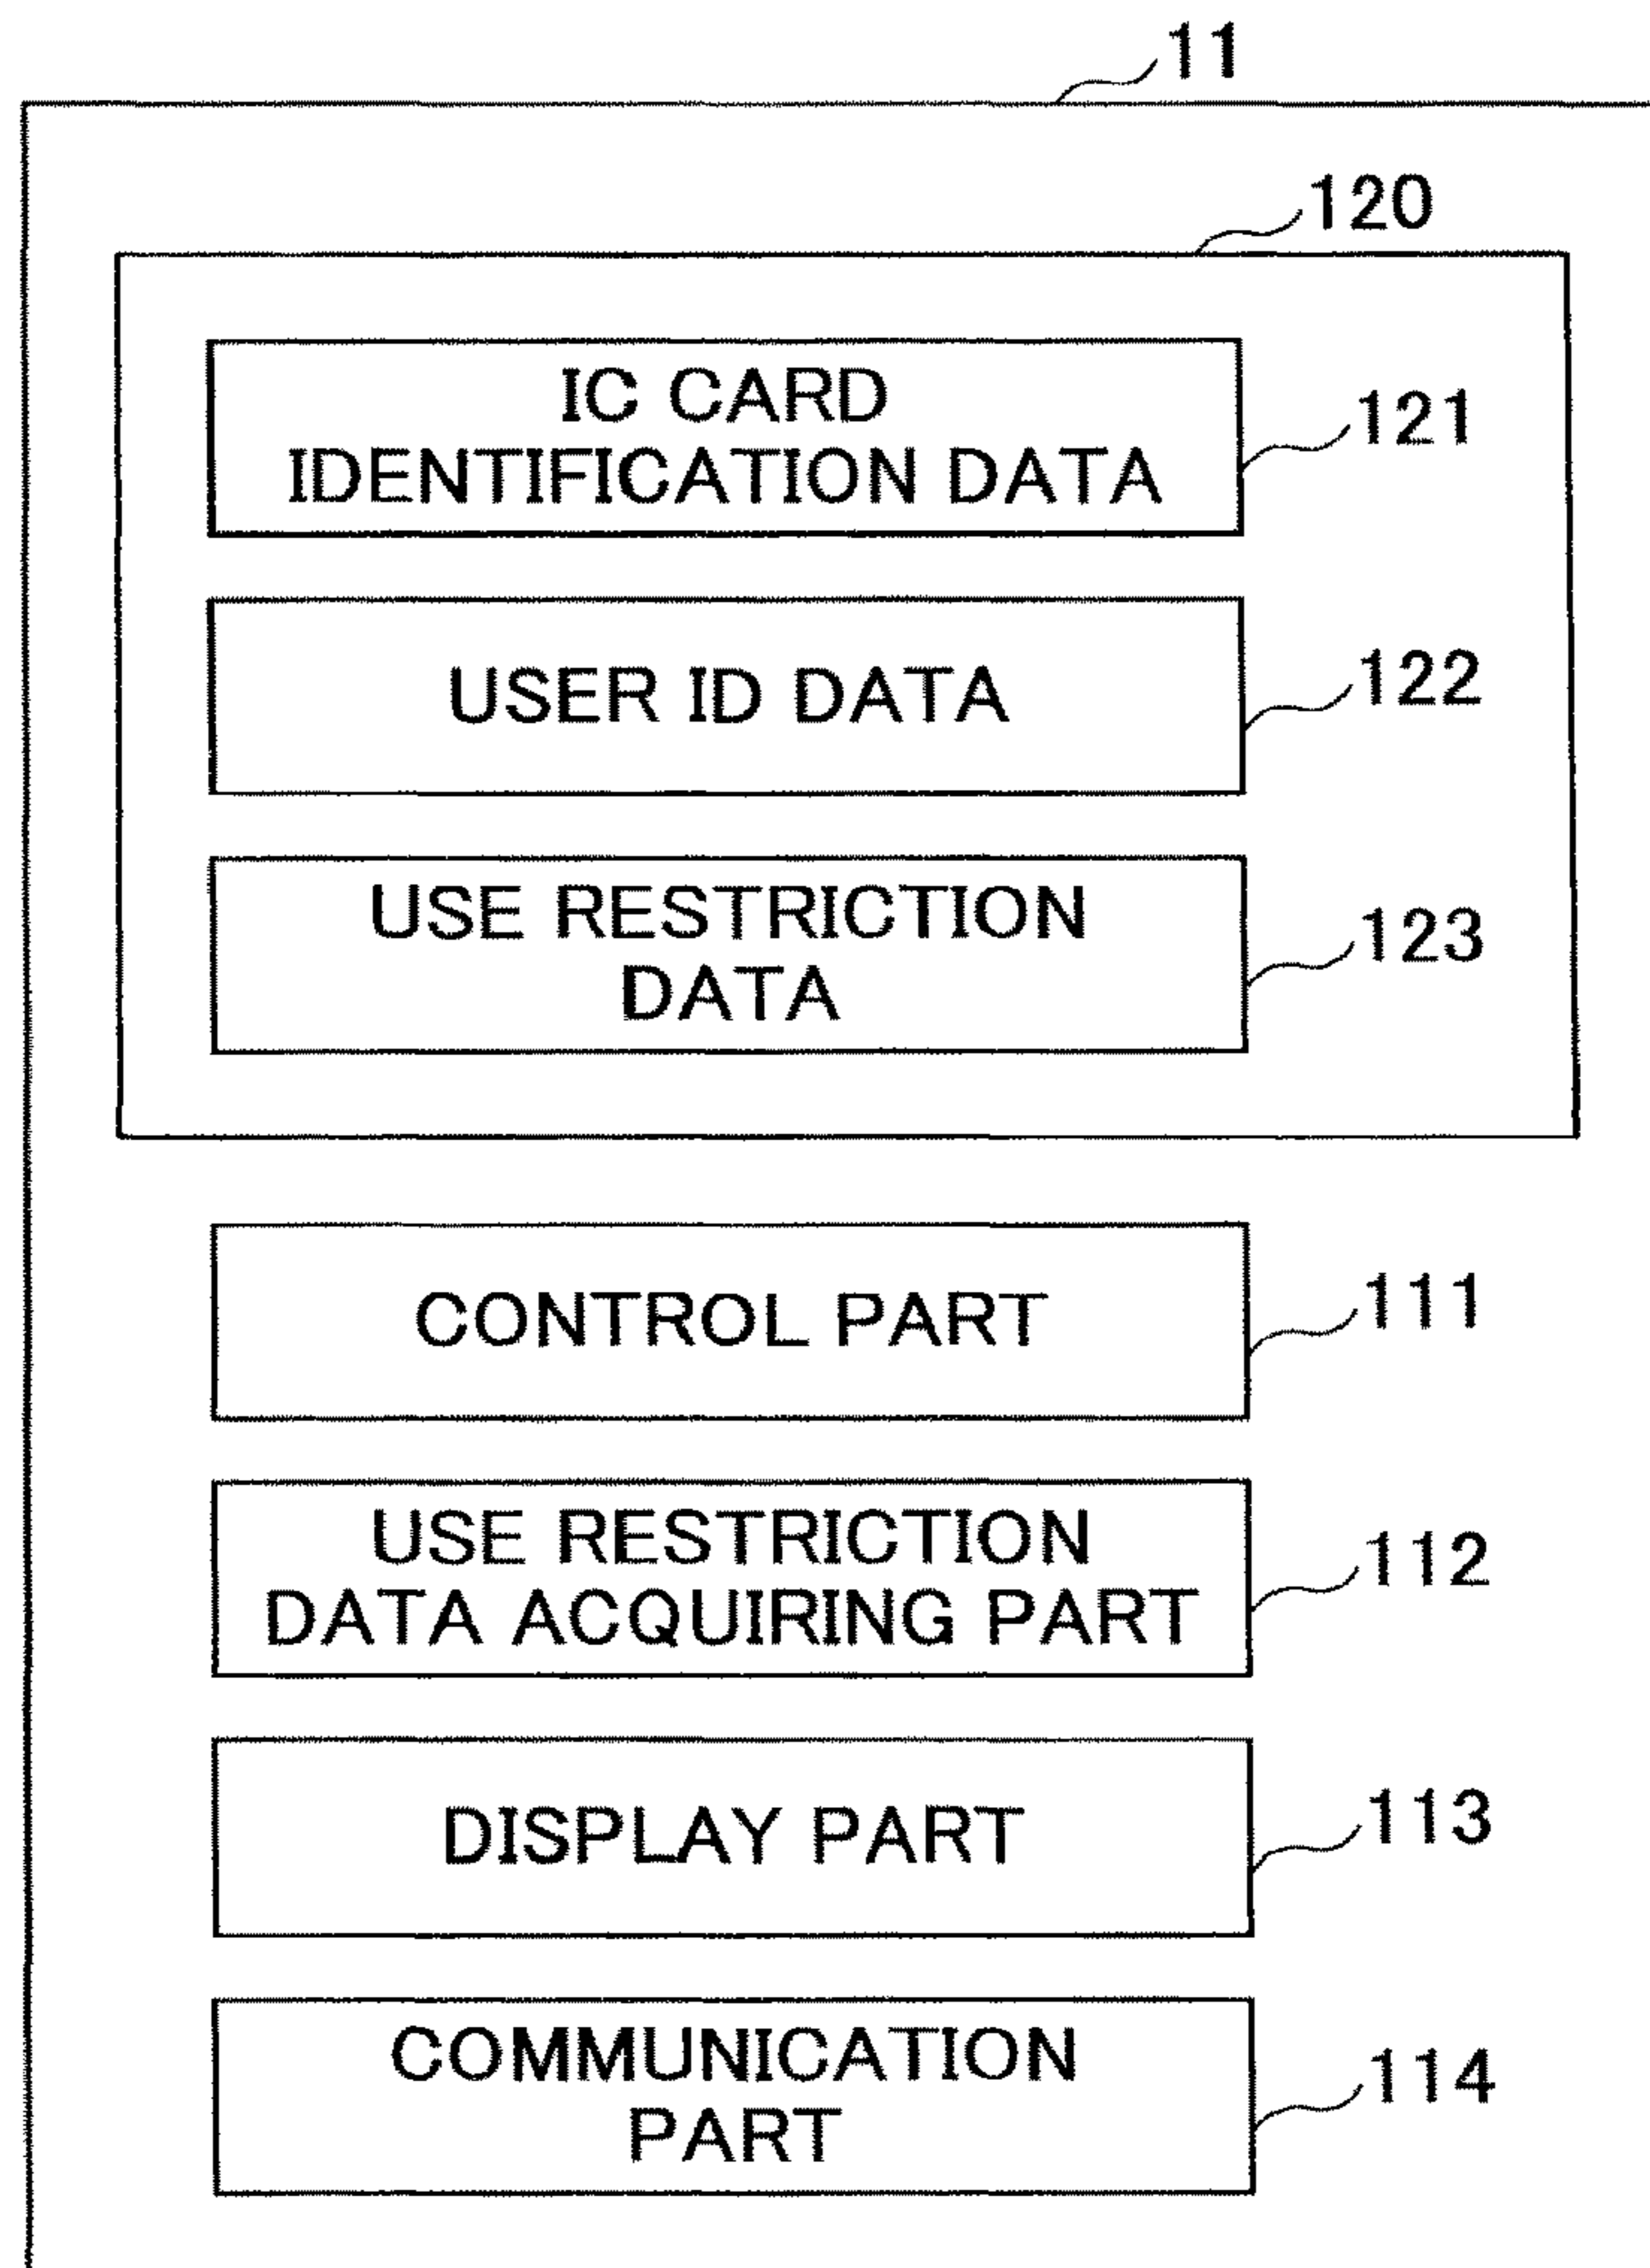 11
120
IC CARD
IDENTIFICATION DATA
121
USER ID DATA
122
USE RESTRICTION
DATA
123
CONTROL PART
111
USE RESTRICTION
DATA ACQUIRING PART
112
DISPLAY PART
113
COMMUNICATION
PART
114